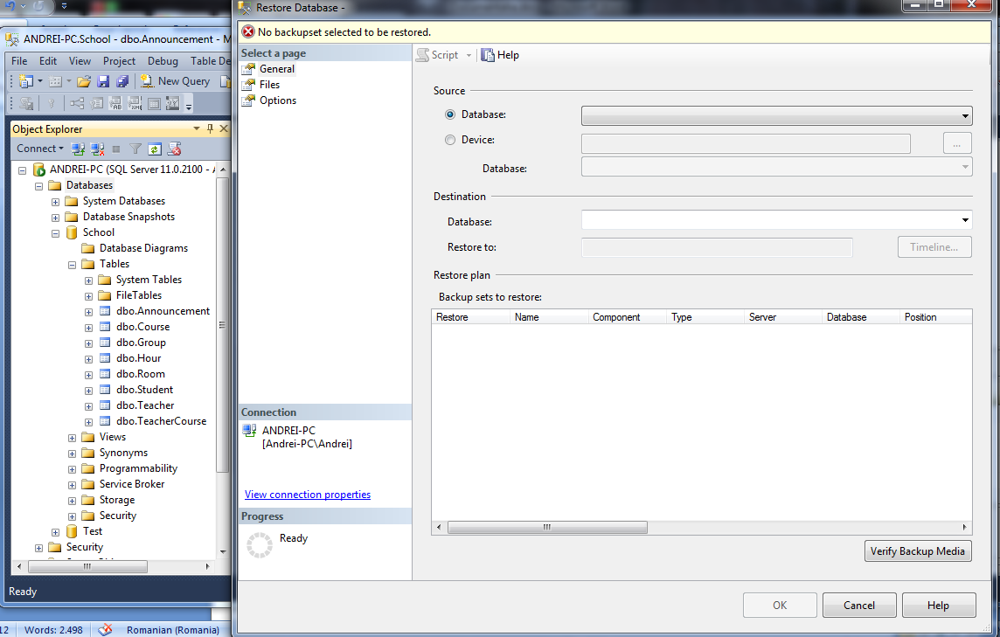 ANDREI-PC.School - dbo.Announcement - M
File Edit View Project Debug Table De
New Query
Object Explorer
Connect
ANDREI-PC (SQL Server 11.0.2100 - A
Databases
System Databases
Database Snapshots
School
Database Diagrams
Tables
System Tables
FileTables
dbo.Announcement
dbo.Course
dbo.Group
dbo.Hour
dbo.Room
dbo.Student
dbo.Teacher
dbo.TeacherCourse
Views
Synonyms
Programmability
Service Broker
Storage
Security
Test
Security
Ready
12 Words: 2.498 Romanian (Romania)
Restore Database -
No backupset selected to be restored.
Select a page
General
Files
Options
Script Help
Source
Database:
Device:
...
Database:
Destination
Database:
Restore to:
Timeline...
Restore plan
Backup sets to restore:
Restore Name Component Type Server Database Position
Connection
ANDREI-PC
[Andrei-PC\Andrei]
View connection properties
Progress
Ready
Verify Backup Media
OK Cancel Help